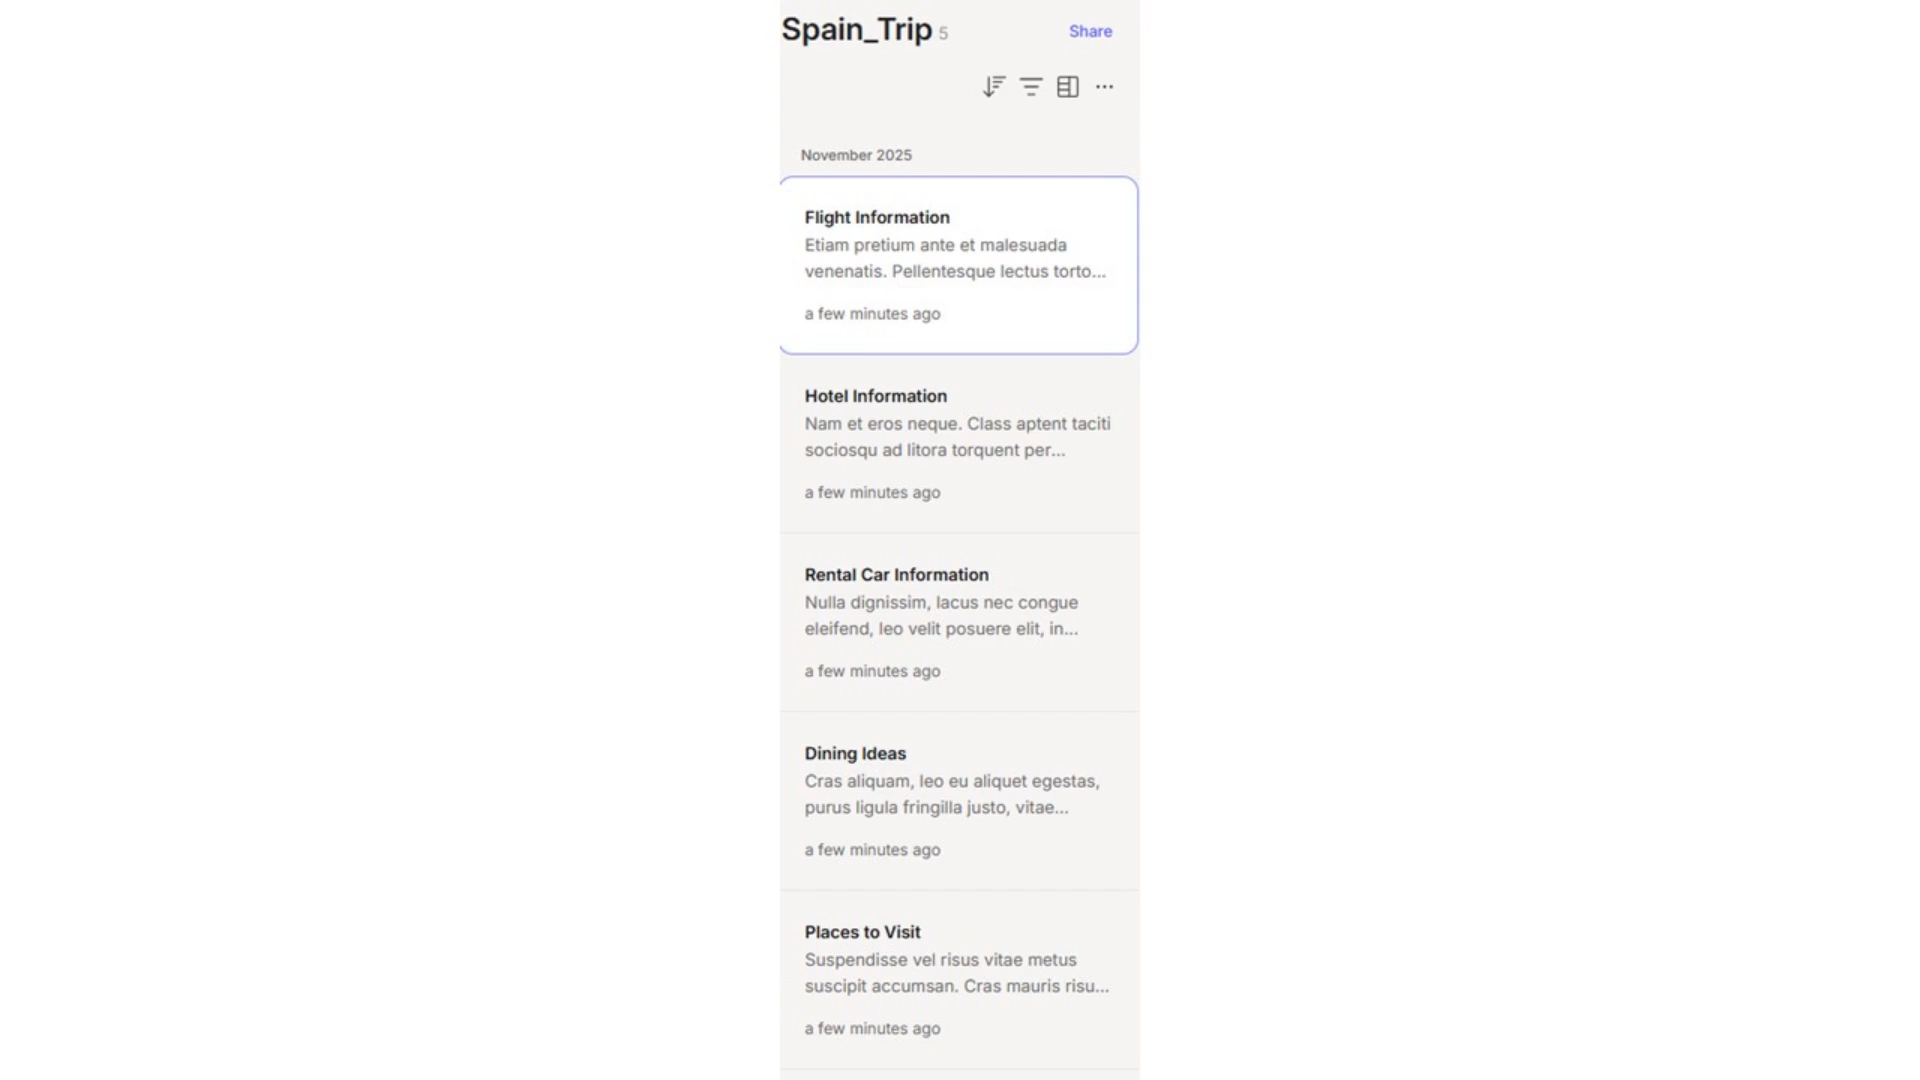 Spain_Trip 5
Share
November 2025
Flight Information
Etiam pretium ante et malesuada
venenatis. Pellentesque lectus torto...
a few minutes ago
Hotel Information
Nam et eros neque. Class aptent taciti
sociosqu ad litora torquent per...
a few minutes ago
Rental Car Information
Nulla dignissim, lacus nec congue
eleifend, leo velit posuere elit, in...
a few minutes ago
Dining Ideas
Cras aliquam, leo eu aliquet egestas,
purus ligula fringilla justo, vitae...
a few minutes ago
Places to Visit
Suspendisse vel risus vitae metus
suscipit accumsan. Cras mauris risu...
a few minutes ago